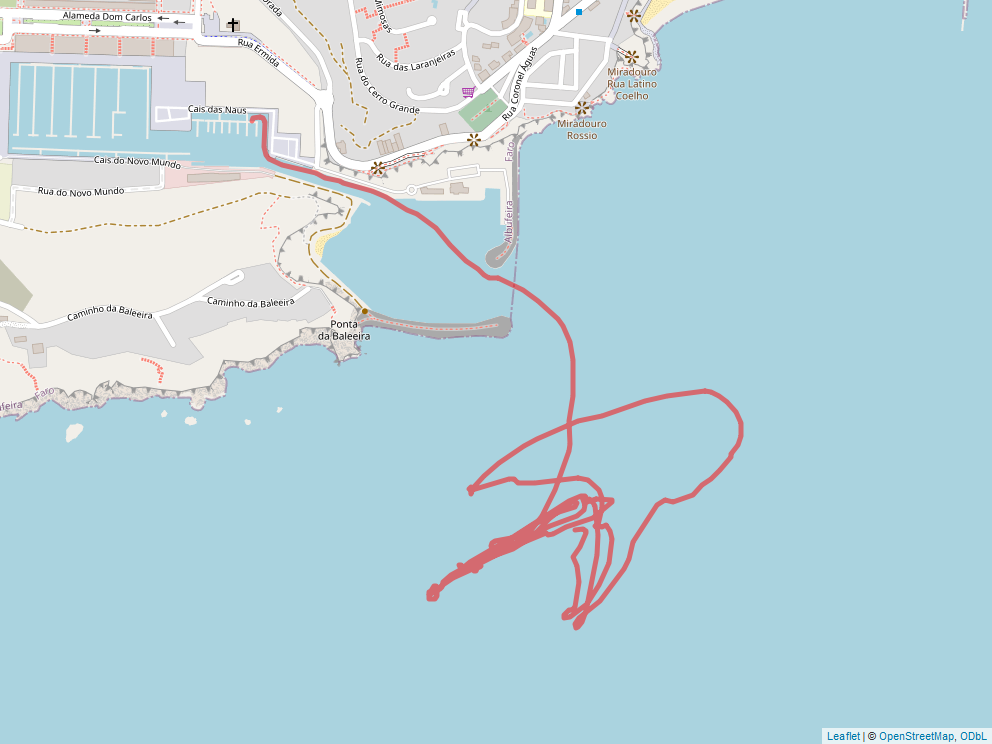 Alameda Dom Carlos
Rua Ermida
Mimosas
Rua das Laranjeiras
Rua do Cerro Grande
Rua Coronel Águas
Miradouro
Rua Latino
Coelho
Miradouro
Rossio
Cais das Naus
Cais do Novo Mundo
Rua do Novo Mundo
Faro
Albufeira
Caminho da Baleeira
Caminho da Baleeira
Ponta
da Baleeira
Faro
ufeira
Leaflet | © OpenStreetMap, ODbL